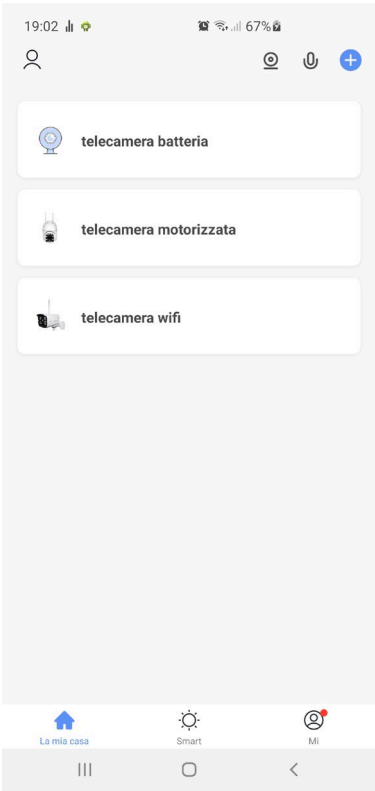 19:02 67%
telecamera batteria
telecamera motorizzata
telecamera wifi
La mia casa Smart Mi